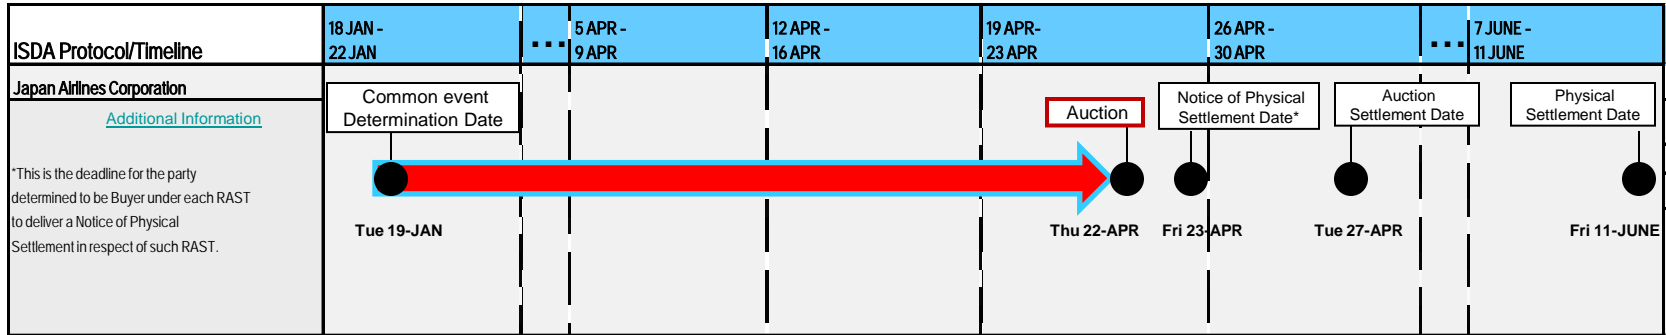 ISDA Protocol/Timeline
18 JAN -
22 JAN
...
5 APR -
9 APR
12 APR -
16 APR
19 APR-
23 APR
26 APR -
30 APR
...
7 JUNE -
11 JUNE
Japan Airlines Corporation
Additional Information
*This is the deadline for the party
determined to be Buyer under each RAST
to deliver a Notice of Physical
Settlement in respect of such RAST.
Common event
Determination Date
Auction
Notice of Physical
Settlement Date*
Auction
Settlement Date
Physical
Settlement Date
Tue 19-JAN
Thu 22-APR
Fri 23-APR
Tue 27-APR
Fri 11-JUNE